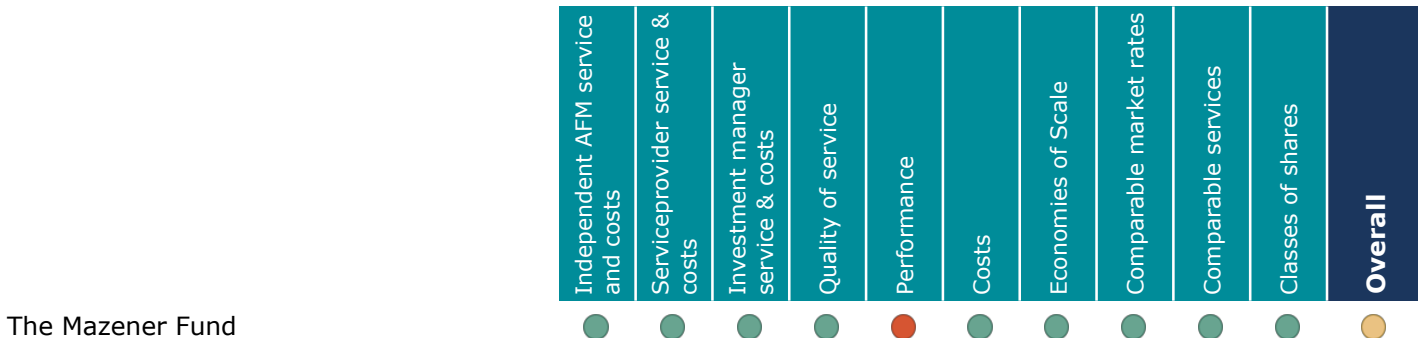 Independent AFM service
and costs
Serviceprovider service &
costs
Investment manager
service & costs
Quality of service
Performance
Costs
Economies of Scale
Comparable market rates
Comparable services
Classes of shares
Overall
The Mazener Fund